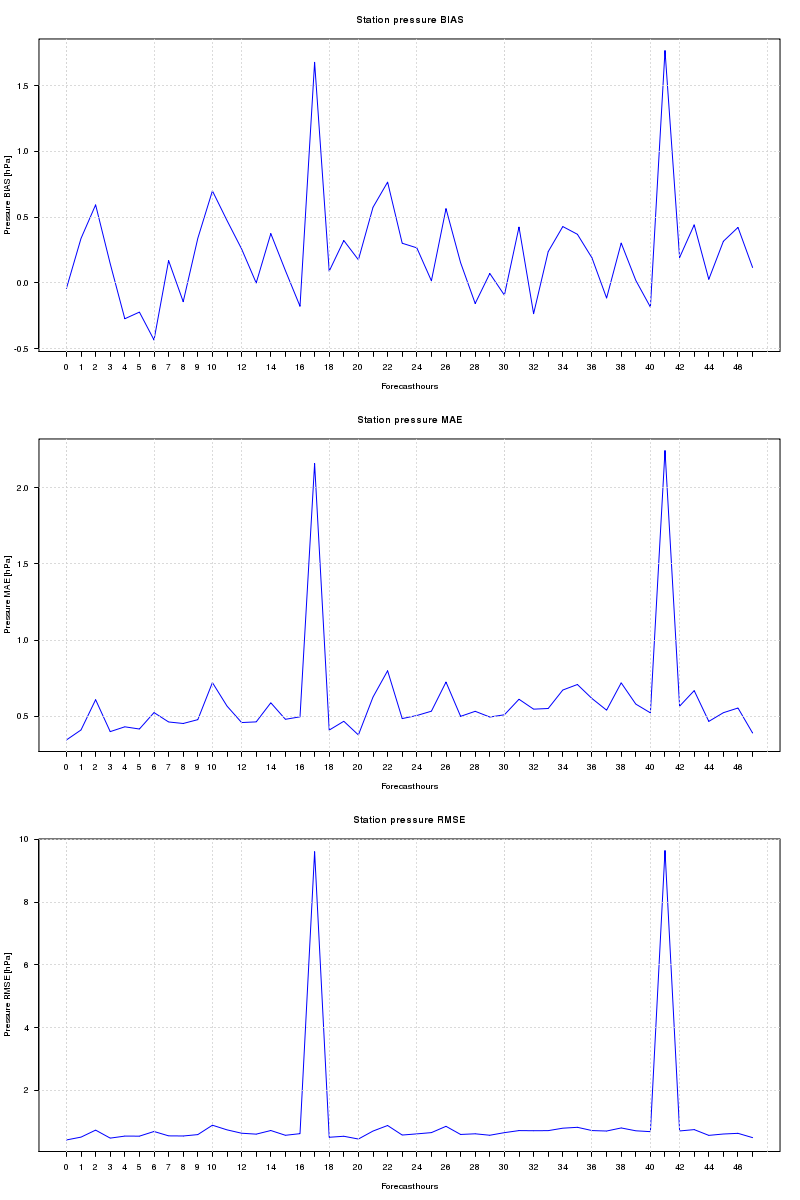 Station pressure BIAS
Pressure BIAS [hPa]
1.5
1.0
0.5
0.0
-0.5
0 1 2 3 4 5 6 7 8 9 10 12 14 16 18 20 22 24 26 28 30 32 34 36 38 40 42 44 46
Forecasthours
Station pressure MAE
Pressure MAE [hPa]
2.0
1.5
1.0
0.5
0 1 2 3 4 5 6 7 8 9 10 12 14 16 18 20 22 24 26 28 30 32 34 36 38 40 42 44 46
Forecasthours
Station pressure RMSE
Pressure RMSE [hPa]
10
8
6
4
2
0 1 2 3 4 5 6 7 8 9 10 12 14 16 18 20 22 24 26 28 30 32 34 36 38 40 42 44 46
Forecasthours